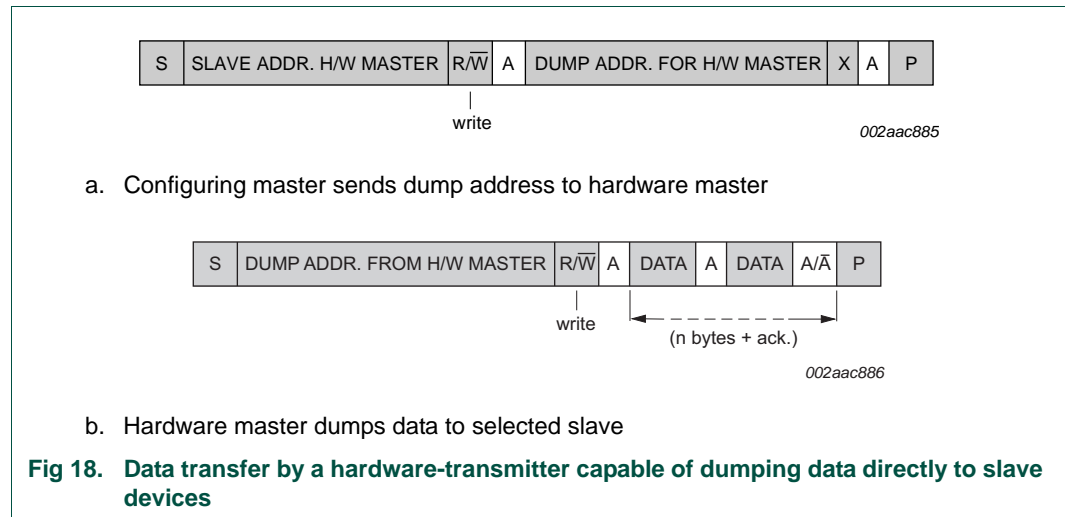 S SLAVE ADDR. H/W MASTER R/W̅ A DUMP ADDR. FOR H/W MASTER X A P
write
002aac885
a. Configuring master sends dump address to hardware master
S DUMP ADDR. FROM H/W MASTER R/W̅ A DATA A DATA A/A̅ P
write
(n bytes + ack.)
002aac886
b. Hardware master dumps data to selected slave
Fig 18. Data transfer by a hardware-transmitter capable of dumping data directly to slave
devices